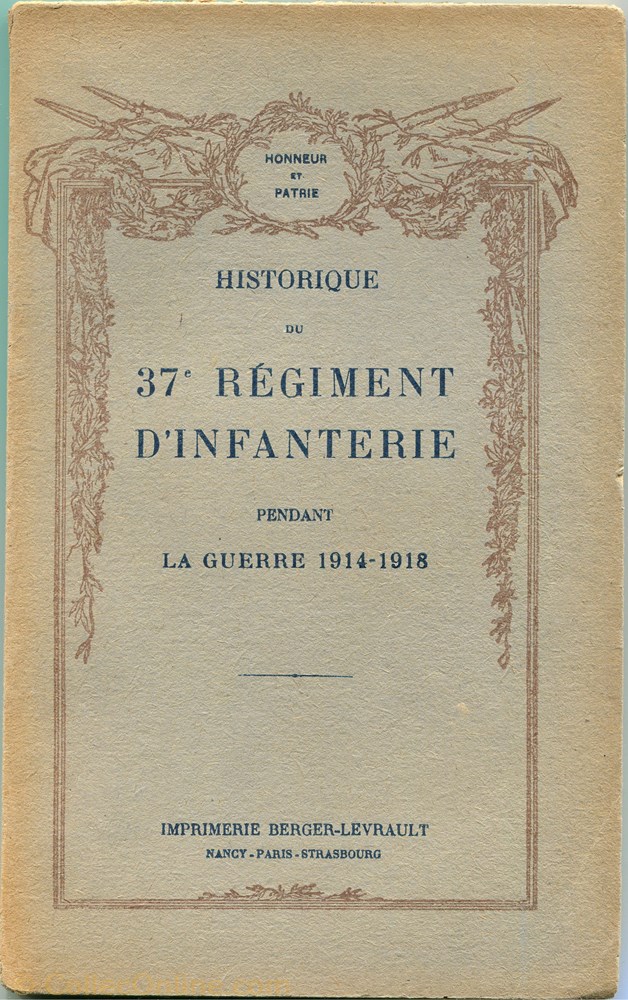 HONNEUR
ET
PATRIE
HISTORIQUE
DU
37e RÉGIMENT
D'INFANTERIE
PENDANT
LA GUERRE 1914-1918
IMPRIMERIE BERGER-LEVRAULT
NANCY-PARIS-STRASBOURG